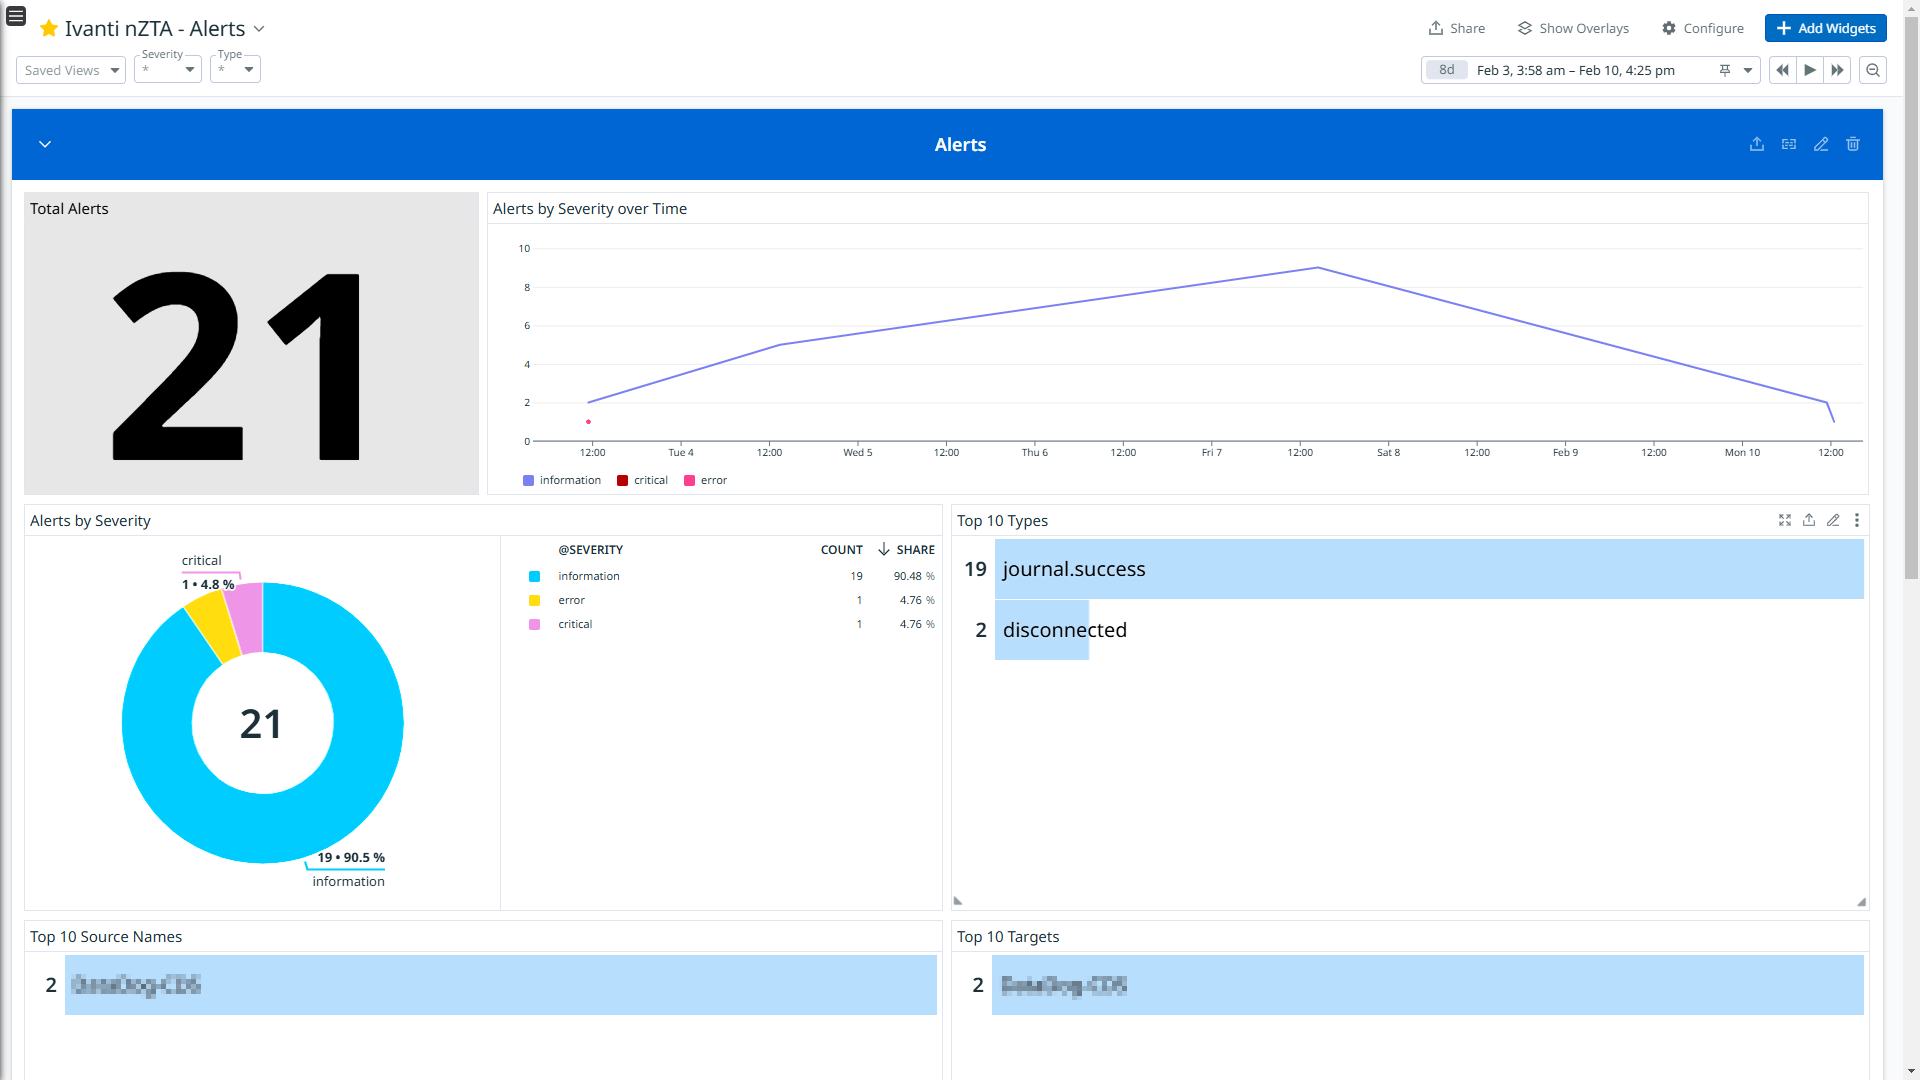 Ivanti nZTA - Alerts
Share
Show Overlays
Configure
Add Widgets
Saved Views
Severity
*
Type
*
8d
Feb 3, 3:58 am – Feb 10, 4:25 pm
Alerts
Total Alerts
21
Alerts by Severity over Time
10
8
6
4
2
0
12:00
Tue 4
12:00
Wed 5
12:00
Thu 6
12:00
Fri 7
12:00
Sat 8
12:00
Feb 9
12:00
Mon 10
12:00
information
critical
error
Alerts by Severity
critical
1 • 4.8 %
21
19 • 90.5 %
information
@SEVERITY COUNT SHARE
information 19 90.48 %
error 1 4.76 %
critical 1 4.76 %
Top 10 Types
19 journal.success
2 disconnected
Top 10 Source Names
2
Top 10 Targets
2